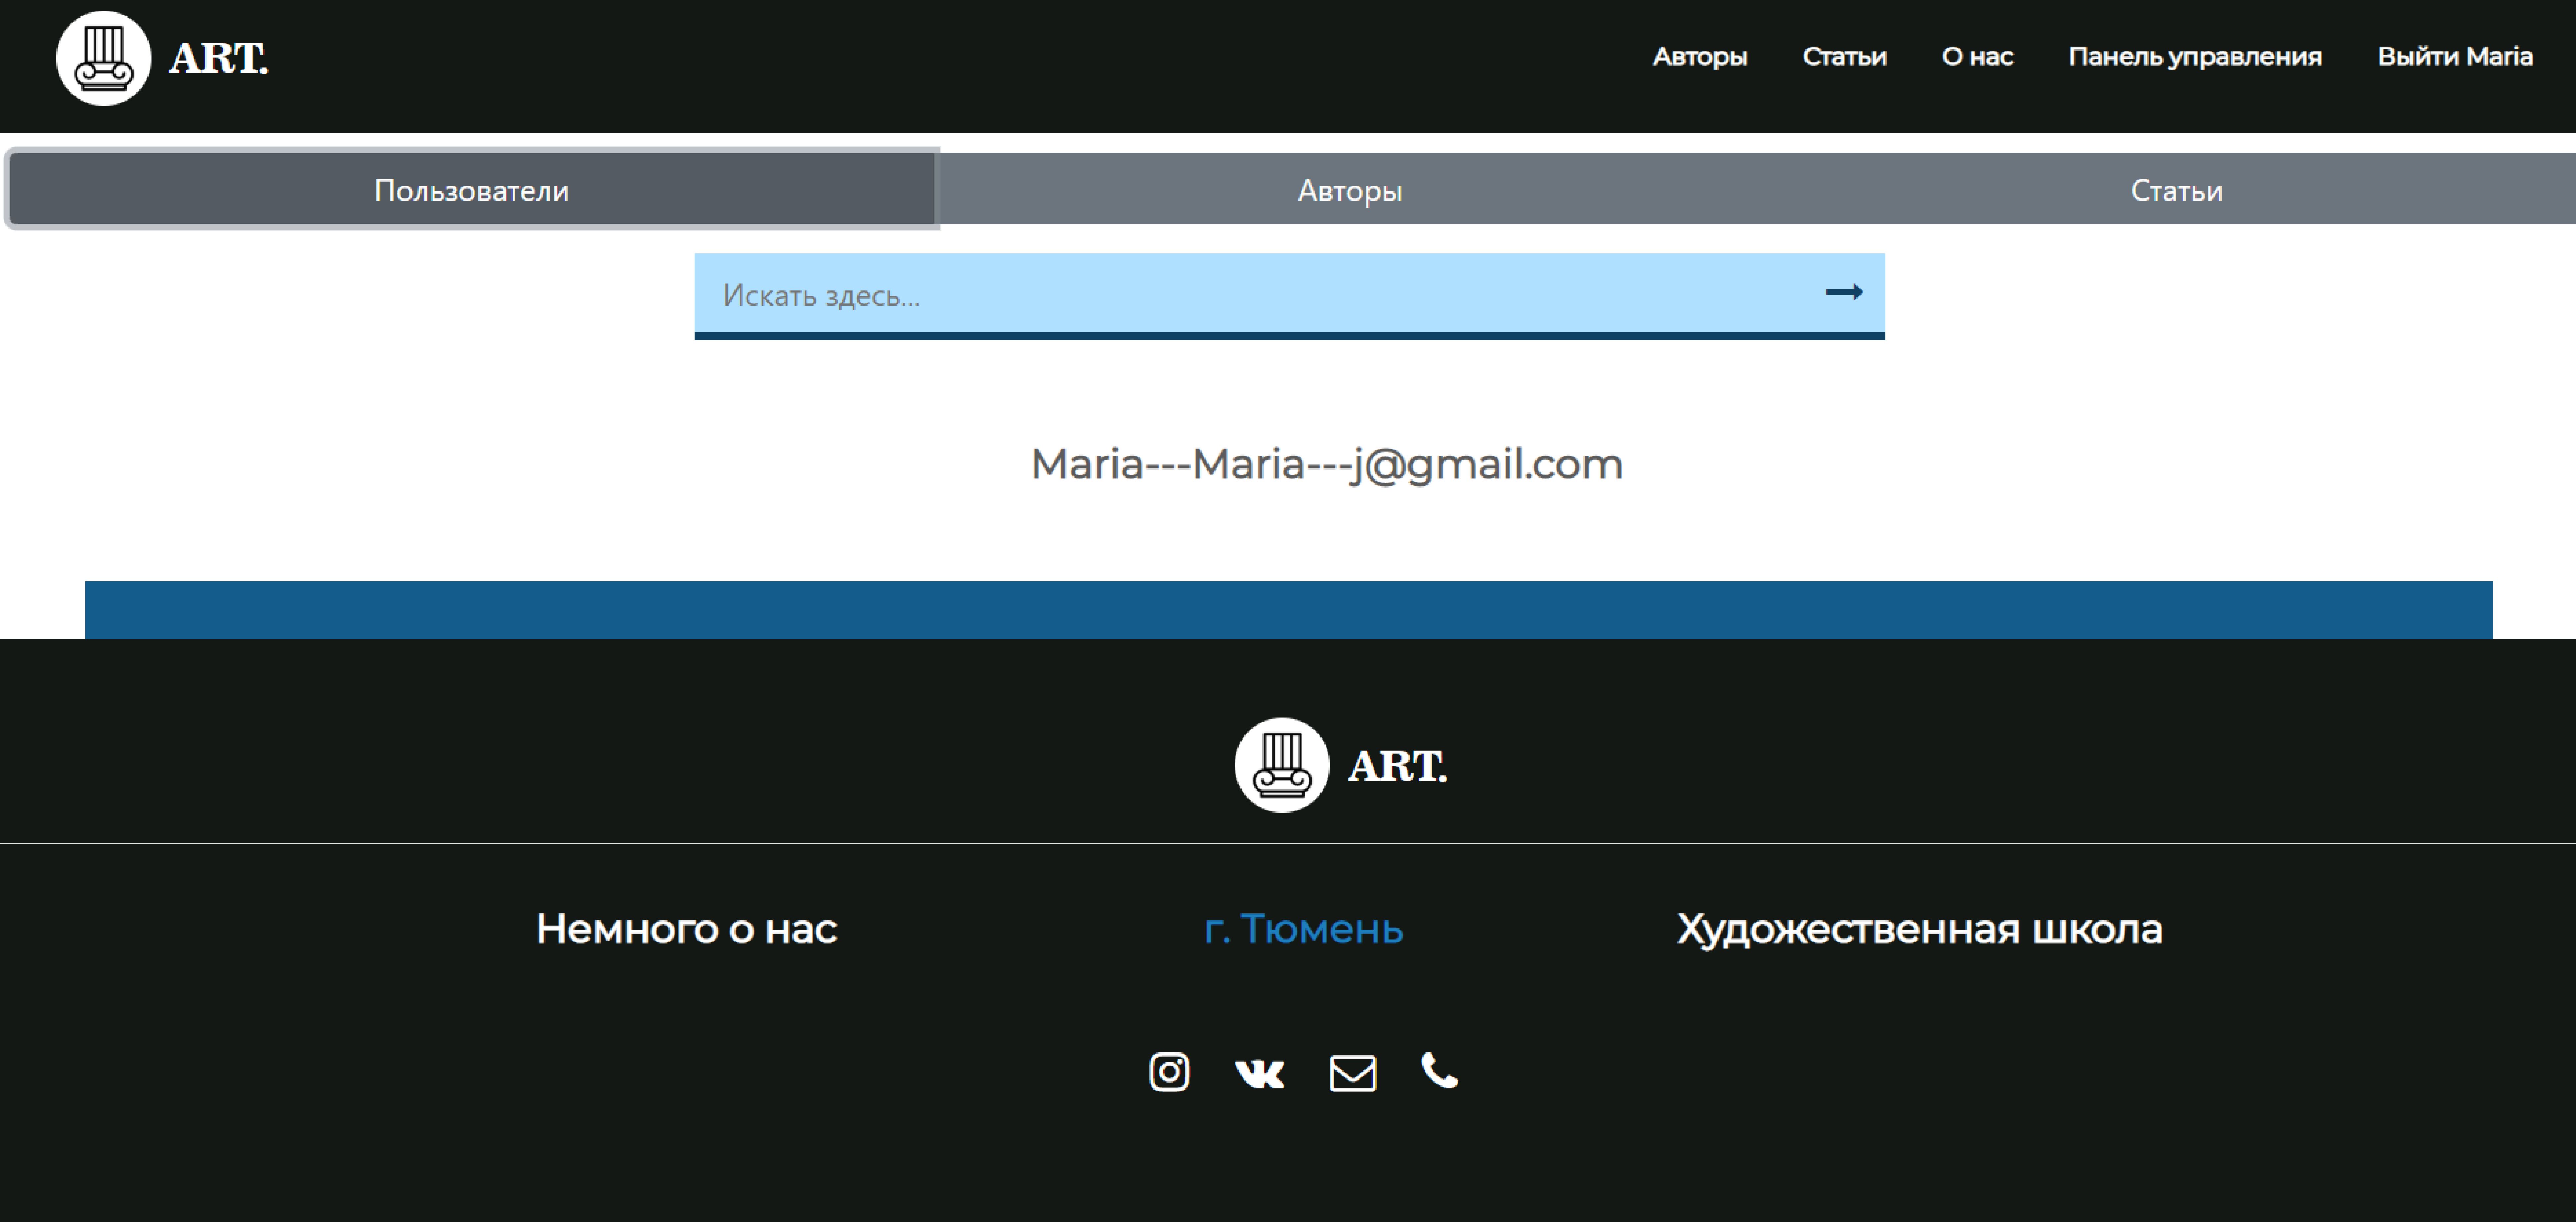 ART.
Авторы Статьи О нас Панель управления Выйти Maria
Пользователи Авторы Статьи
Искать здесь...
Maria---Maria---j@gmail.com
ART.
Немного о нас г. Тюмень Художественная школа